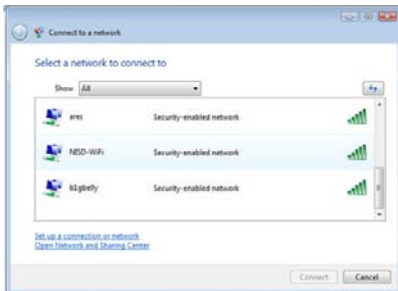 Connect to a network
Select a network to connect to
Show All
ares Security-enabled network
NISD-WiFi Security-enabled network
b1gbelly Security-enabled network
Set up a connection or network
Open Network and Sharing Center
Connect Cancel